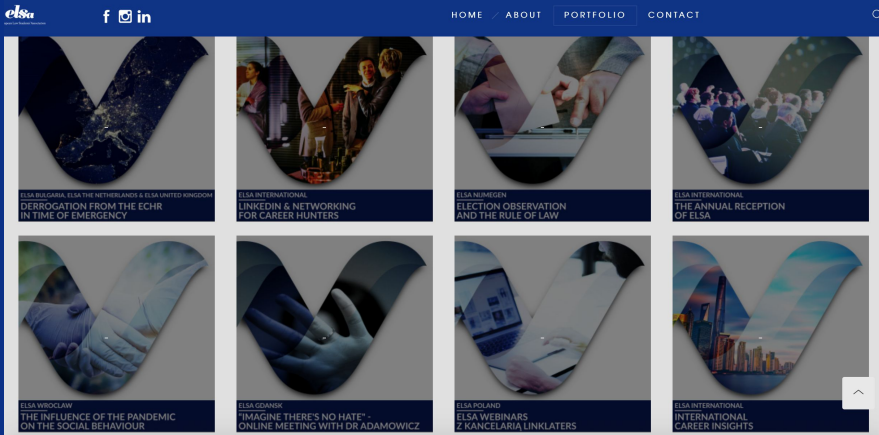 elsa
HOME / ABOUT PORTFOLIO CONTACT
ELSA BULGARIA, ELSA THE NETHERLANDS & ELSA UNITED KINGDOM
DERROGATION FROM THE ECHR
IN TIME OF EMERGENCY
ELSA INTERNATIONAL
LINKEDIN & NETWORKING
FOR CAREER HUNTERS
ELSA NIJMEGEN
ELECTION OBSERVATION
AND THE RULE OF LAW
ELSA INTERNATIONAL
THE ANNUAL RECEPTION
OF ELSA
ELSA WROCLAW
THE INFLUENCE OF THE PANDEMIC
ON THE SOCIAL BEHAVIOUR
ELSA GDANSK
"IMAGINE THERE'S NO HATE" -
ONLINE MEETING WITH DR ADAMOWICZ
ELSA POLAND
ELSA WEBINARS
Z KANCELARIĄ LINKLATERS
ELSA INTERNATIONAL
INTERNATIONAL
CAREER INSIGHTS